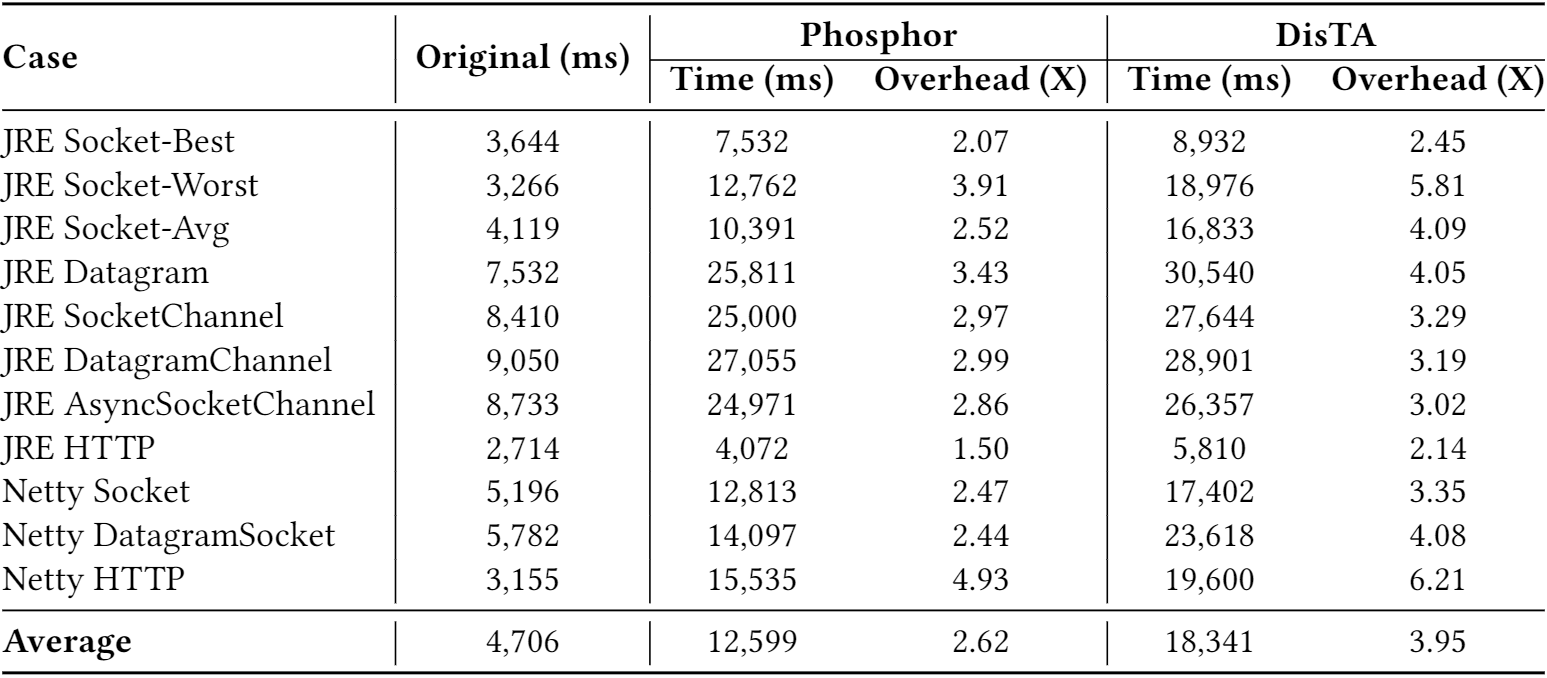 Case Original (ms) Phosphor DisTA
Time (ms) Overhead (X) Time (ms) Overhead (X)
JRE Socket-Best 3,644 7,532 2.07 8,932 2.45
JRE Socket-Worst 3,266 12,762 3.91 18,976 5.81
JRE Socket-Avg 4,119 10,391 2.52 16,833 4.09
JRE Datagram 7,532 25,811 3.43 30,540 4.05
JRE SocketChannel 8,410 25,000 2,97 27,644 3.29
JRE DatagramChannel 9,050 27,055 2.99 28,901 3.19
JRE AsyncSocketChannel 8,733 24,971 2.86 26,357 3.02
JRE HTTP 2,714 4,072 1.50 5,810 2.14
Netty Socket 5,196 12,813 2.47 17,402 3.35
Netty DatagramSocket 5,782 14,097 2.44 23,618 4.08
Netty HTTP 3,155 15,535 4.93 19,600 6.21
Average 4,706 12,599 2.62 18,341 3.95